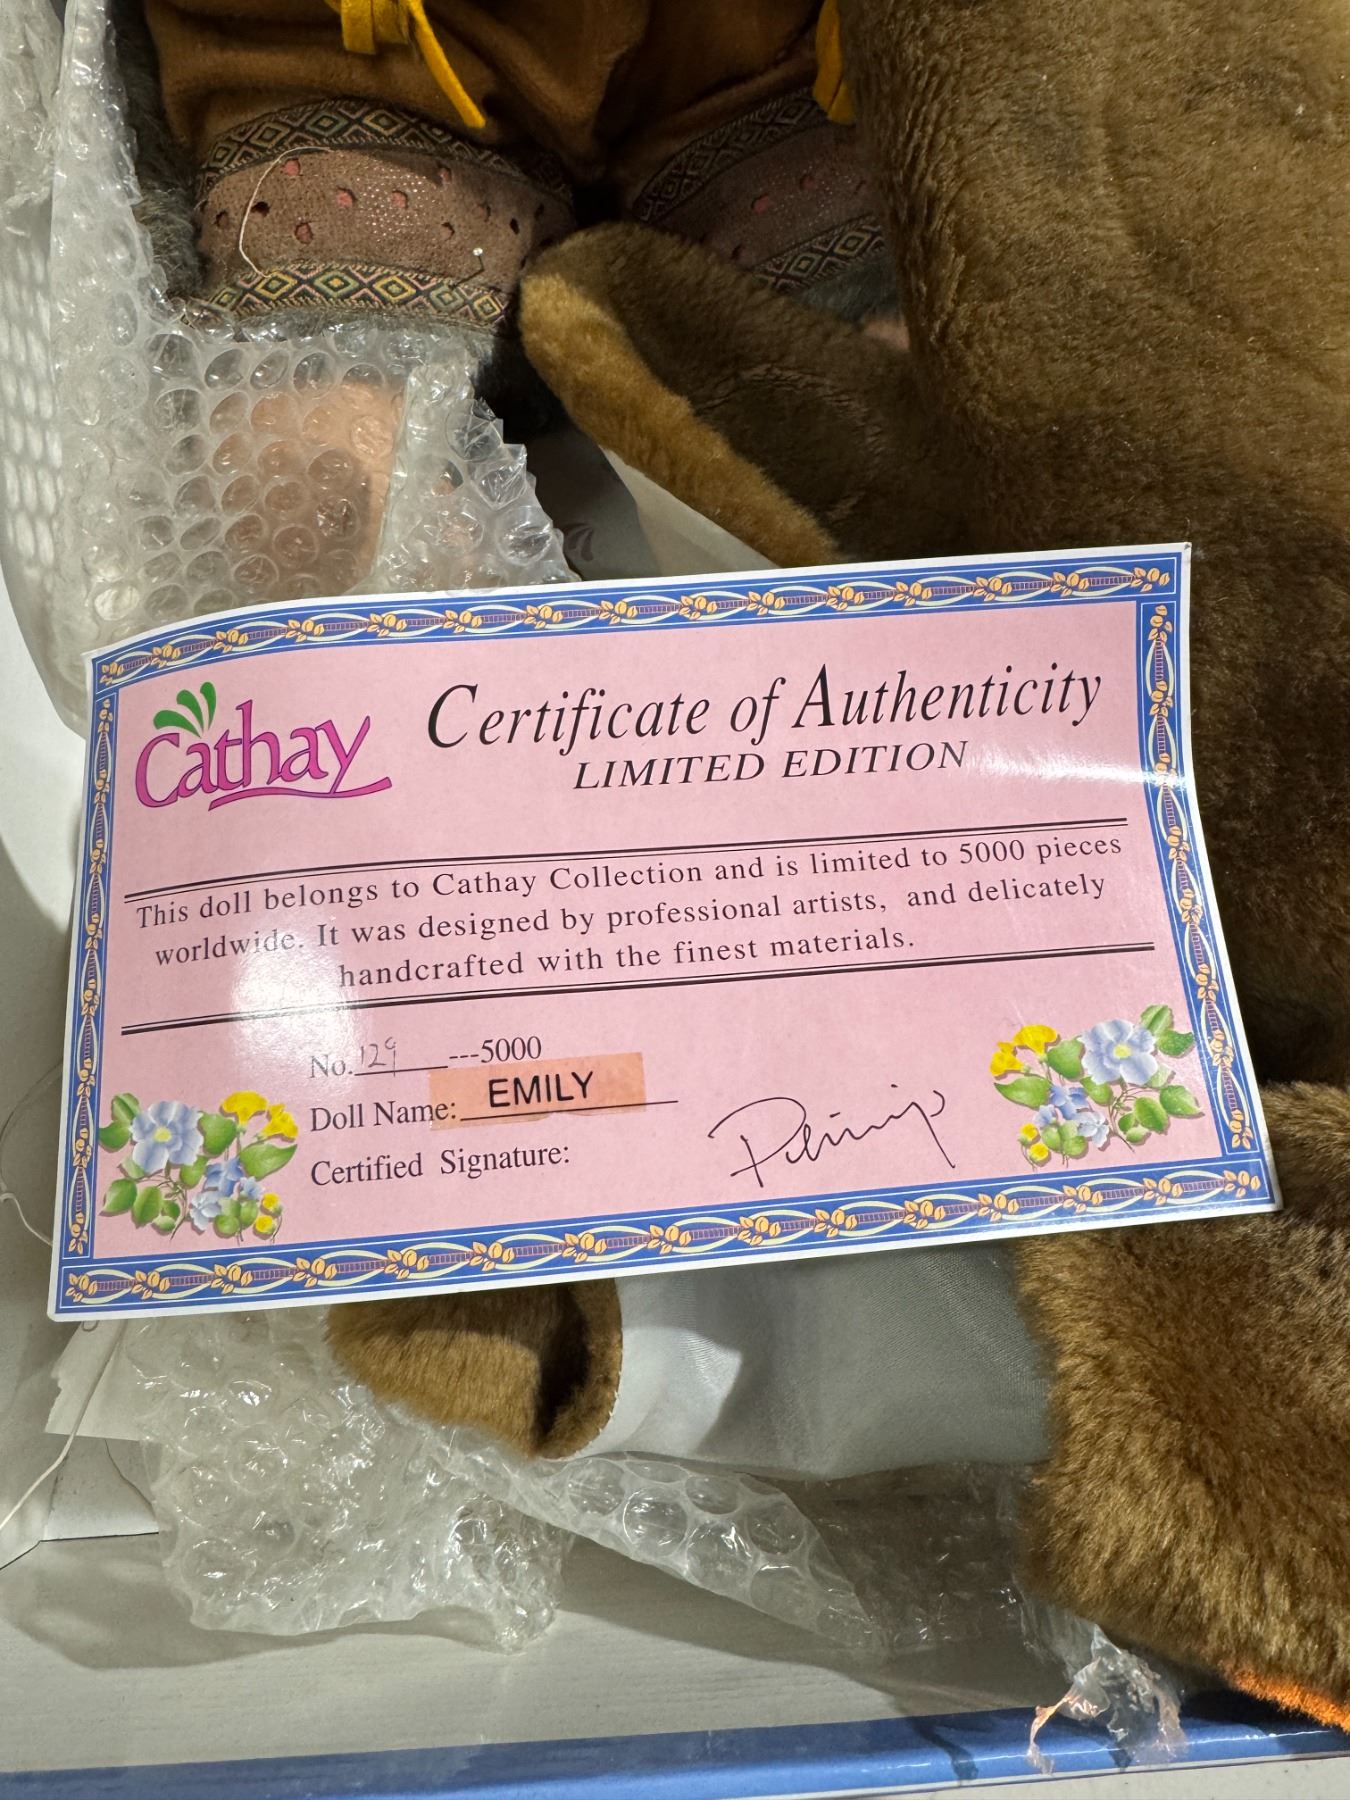 Cathay
Certificate of Authenticity
LIMITED EDITION
This doll belongs to Cathay Collection and is limited to 5000 pieces
worldwide. It was designed by professional artists, and delicately
handcrafted with the finest materials.
No. 129 ---5000
Doll Name: EMILY
Certified Signature: